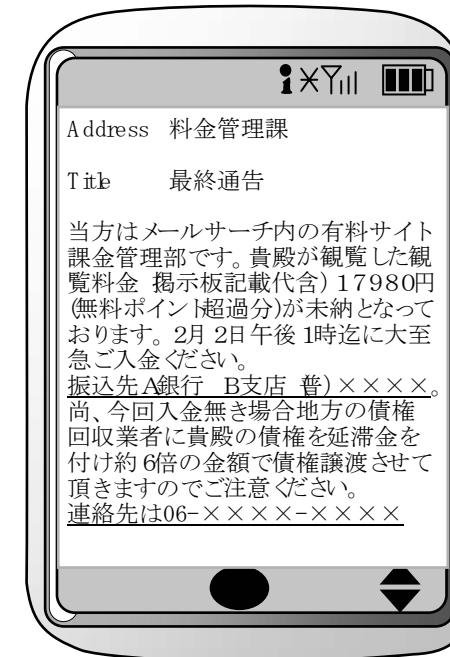 Address 料金管理課
Title 最終通告
当方はメールサーチ内の有料サイト
課金管理部です。貴殿が観覧した観
覧料金 掲示板記載代含)17980円
(無料ポイント超過分)が未納となって
おります。2月2日午後1時迄に大至
急ご入金ください。
振込先A銀行 B支店 普)××××。
尚、今回入金無き場合地方の債権
回収業者に貴殿の債権を延滞金を
付け約6倍の金額で債権譲渡させて
頂きますのでご注意ください。
連絡先は06-××××-××××